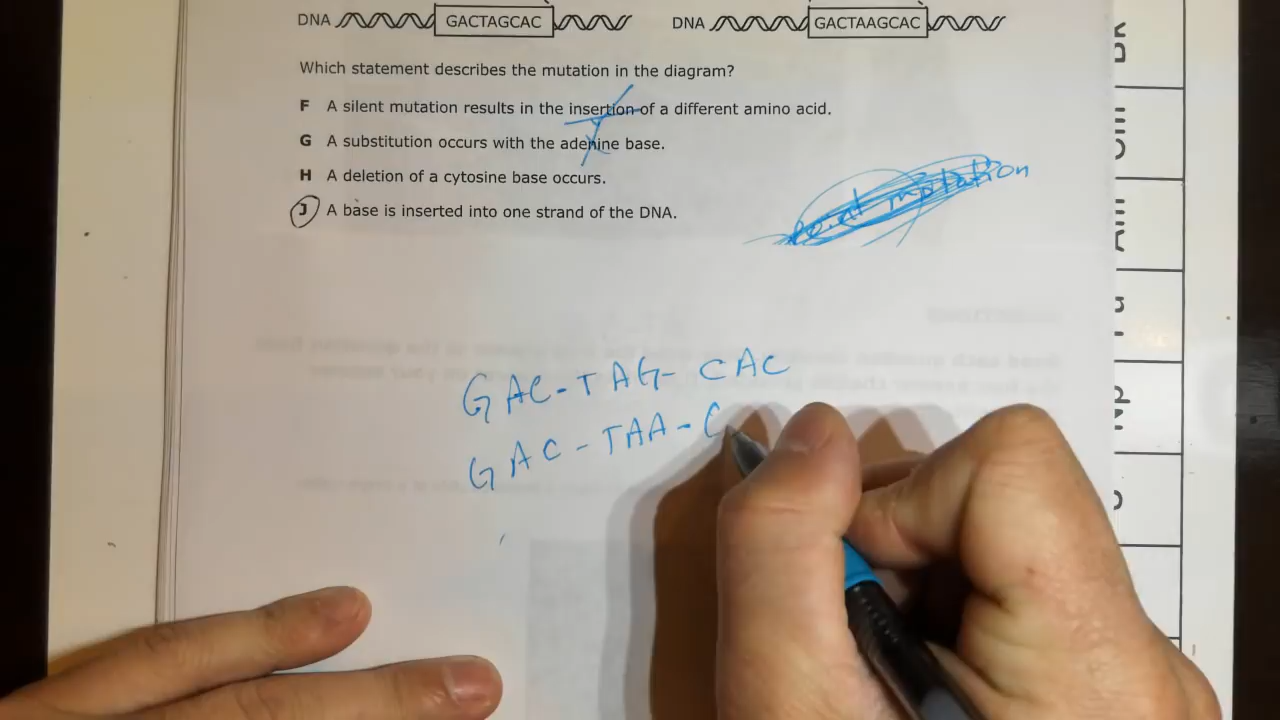 DNA GACTAGCAC DNA GACTAAGCAC
Which statement describes the mutation in the diagram?
F A silent mutation results in the insertion of a different amino acid.
G A substitution occurs with the adenine base.
H A deletion of a cytosine base occurs.
J A base is inserted into one strand of the DNA.
GAC-TAG-CAC
GAC-TAA-C